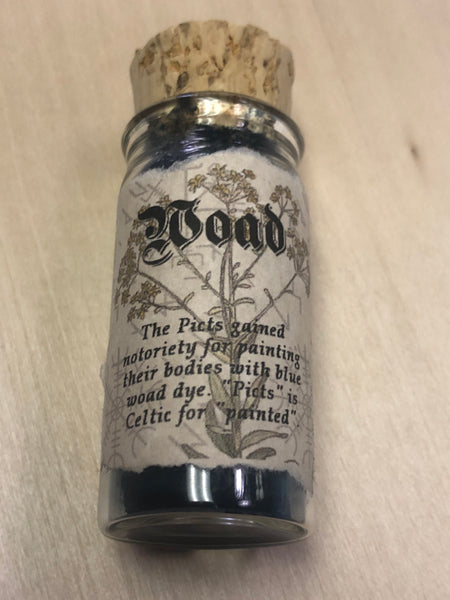 Woad
The Picts gained
notoriety for painting
their bodies with blue
woad dye. "Picts" is
Celtic for "painted".